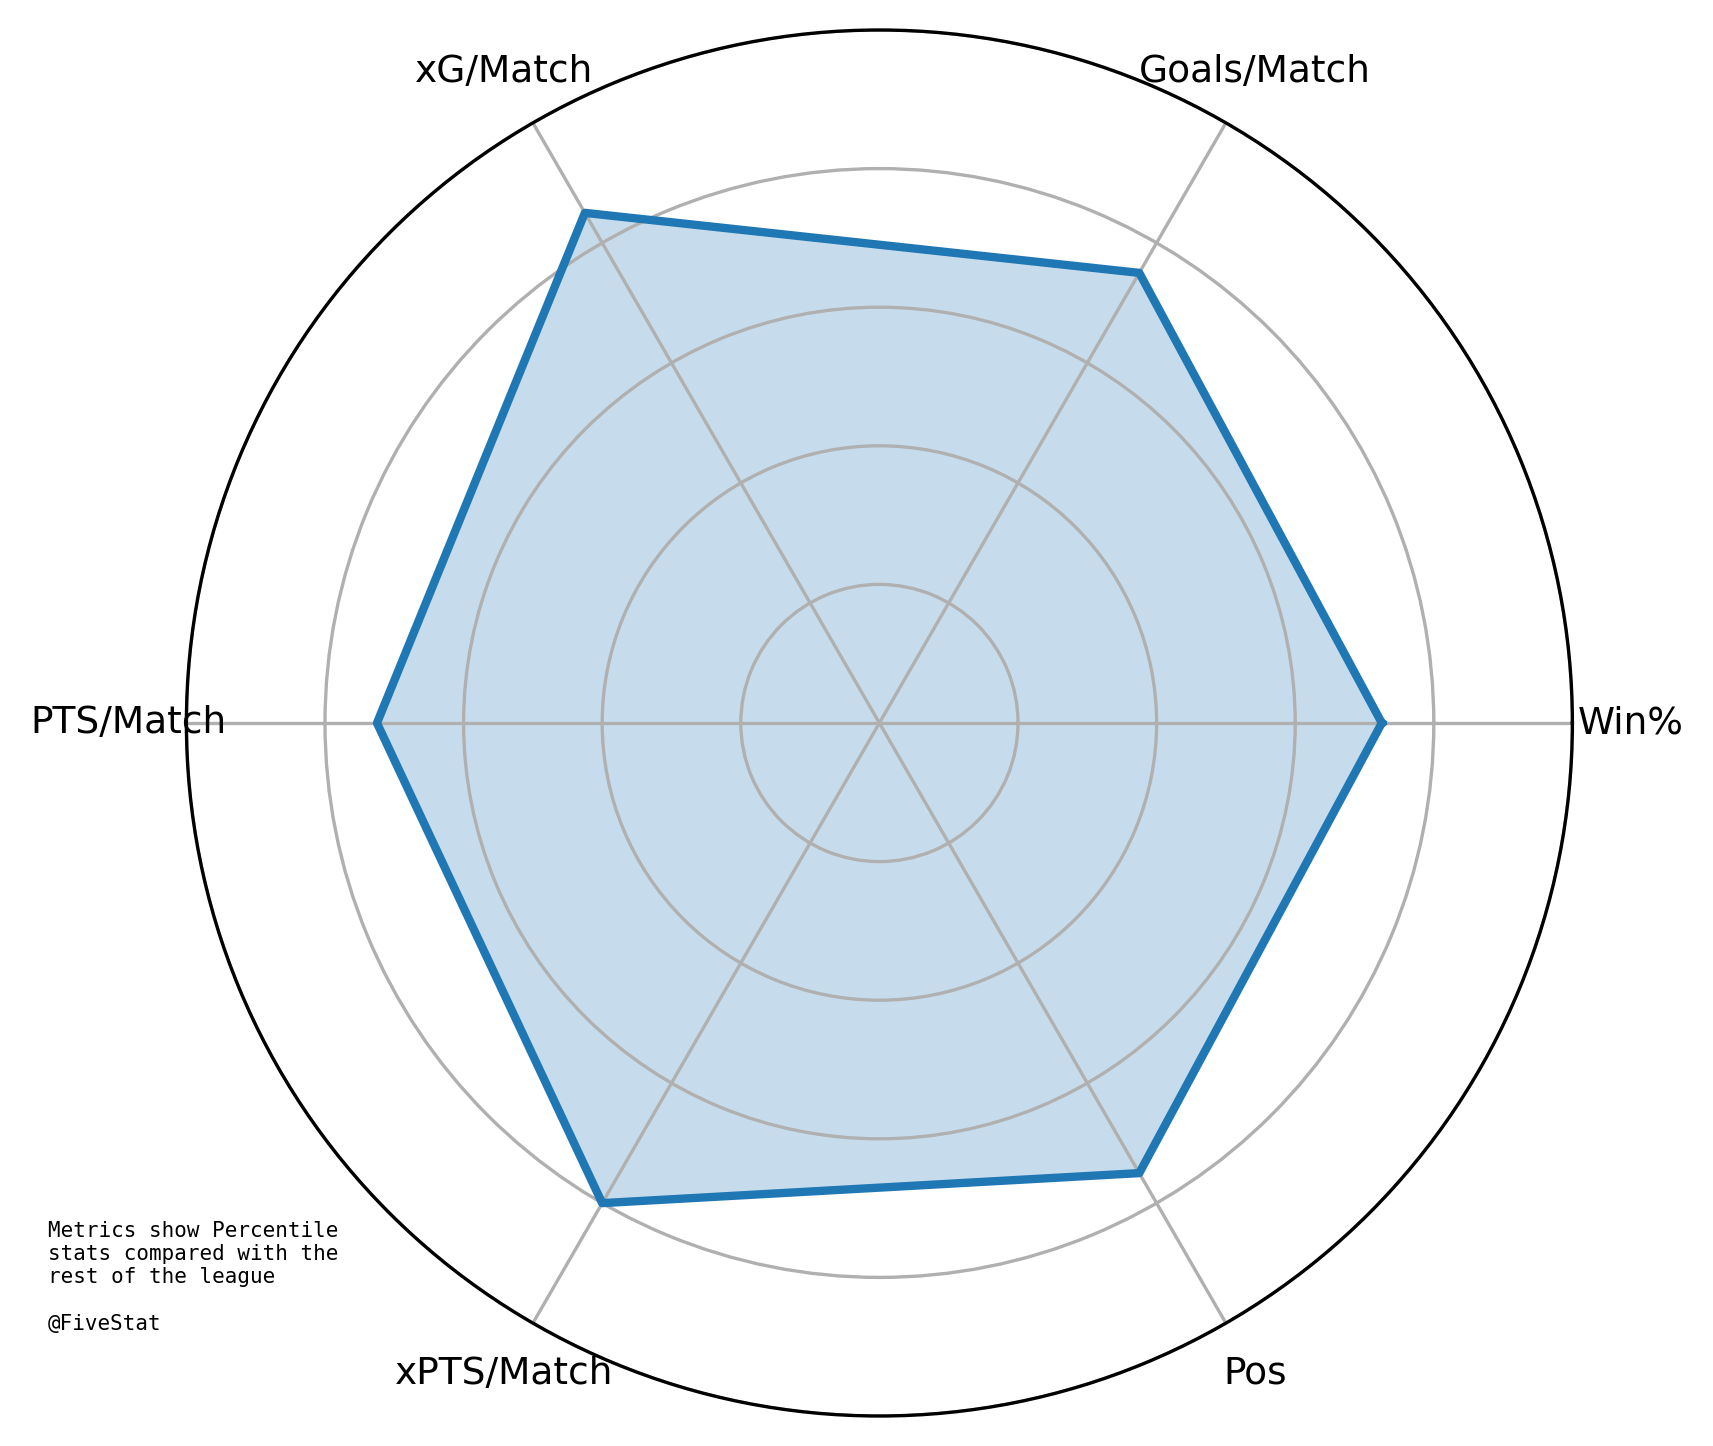 xG/Match
Goals/Match
PTS/Match
Win%
Metrics show Percentile
stats compared with the
rest of the league
@FiveStat
xPTS/Match
Pos